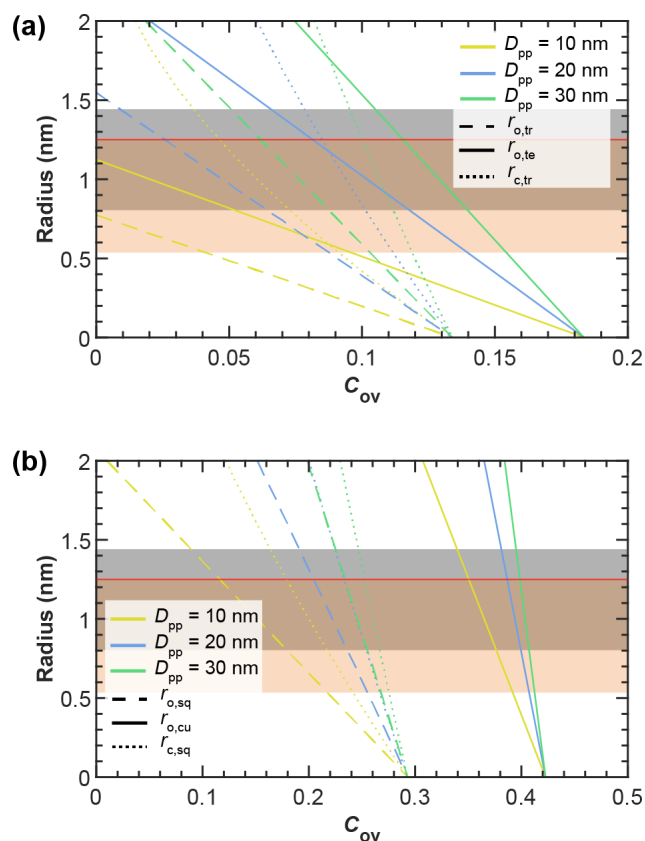 (a)
2
1.5
1
0.5
0
Radius (nm)
D_pp = 10 nm
D_pp = 20 nm
D_pp = 30 nm
r_o,tr
r_o,te
r_c,tr
0 0.05 0.1 0.15 0.2
C_ov
(b)
2
1.5
1
0.5
0
Radius (nm)
D_pp = 10 nm
D_pp = 20 nm
D_pp = 30 nm
r_o,sq
r_o,cu
r_c,sq
0 0.1 0.2 0.3 0.4 0.5
C_ov